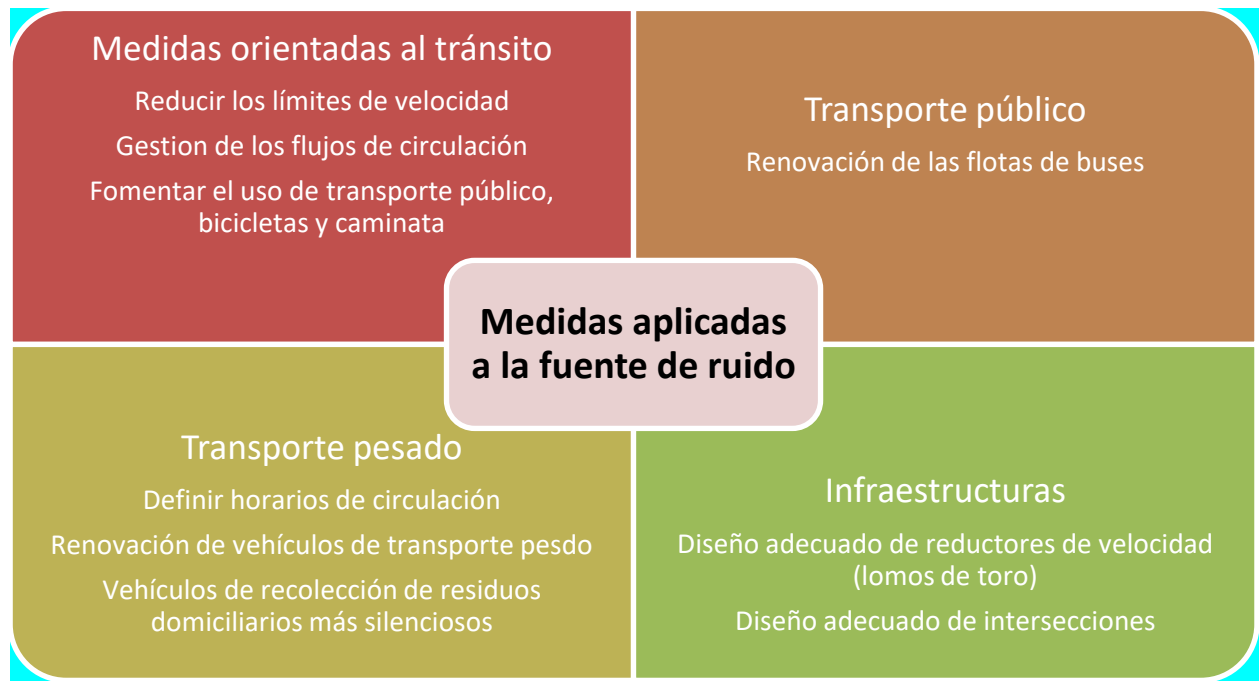 Medidas orientadas al tránsito
Reducir los límites de velocidad
Gestion de los flujos de circulación
Fomentar el uso de transporte público,
bicicletas y caminata
Transporte público
Renovación de las flotas de buses
Medidas aplicadas
a la fuente de ruido
Transporte pesado
Definir horarios de circulación
Renovación de vehículos de transporte pesdo
Vehículos de recolección de residuos
domiciliarios más silenciosos
Infraestructuras
Diseño adecuado de reductores de velocidad
(lomos de toro)
Diseño adecuado de intersecciones